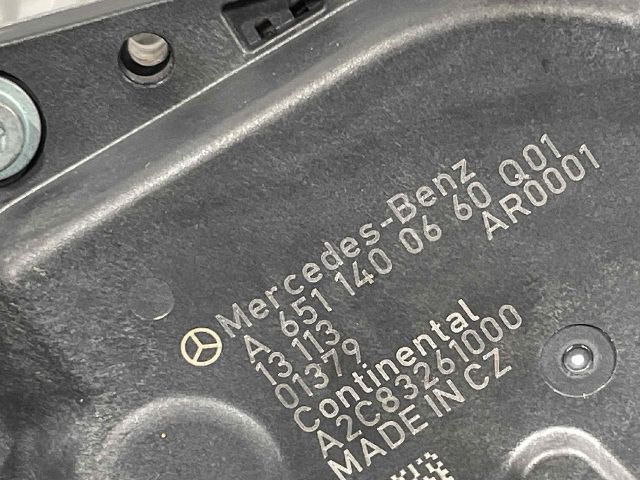 Mercedes-Benz
A 651 140 06 60 Q01
13 113 AR0001
01379
Continental
A2C83261000
MADE IN CZ